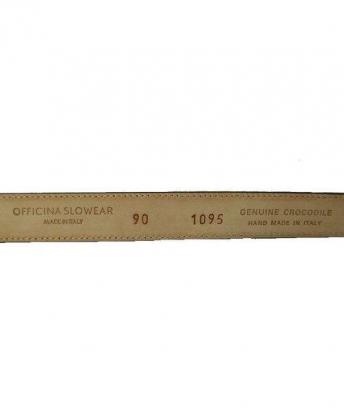 OFFICINA SLOWEAR
MADE IN ITALY
90
1095
GENUINE CROCODILE
HAND MADE IN ITALY